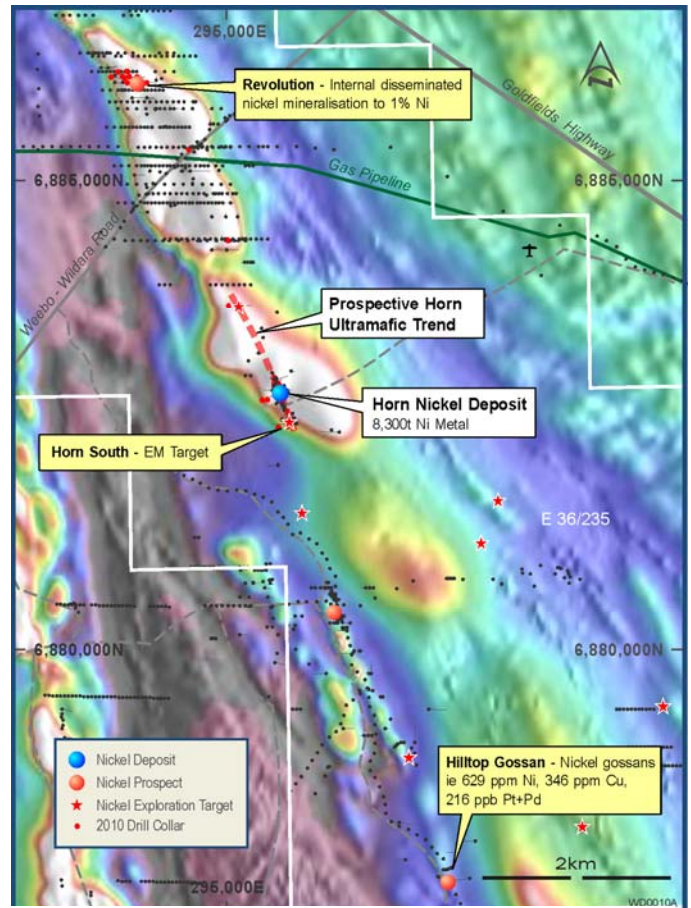 295,000E
Revolution - Internal disseminated
nickel mineralisation to 1% Ni
Goldfields Highway
6,885,000N
6,885,000N
Gas Pipeline
Weebo - Wildara Road
Prospective Horn
Ultramafic Trend
Horn Nickel Deposit
8,300t Ni Metal
Horn South - EM Target
E 36/235
6,880,000N
6,880,000N
Nickel Deposit
Nickel Prospect
Nickel Exploration Target
2010 Drill Collar
Hilltop Gossan - Nickel gossans
ie 629 ppm Ni, 346 ppm Cu,
216 ppb Pt+Pd
2km
295,000E
WD0010A